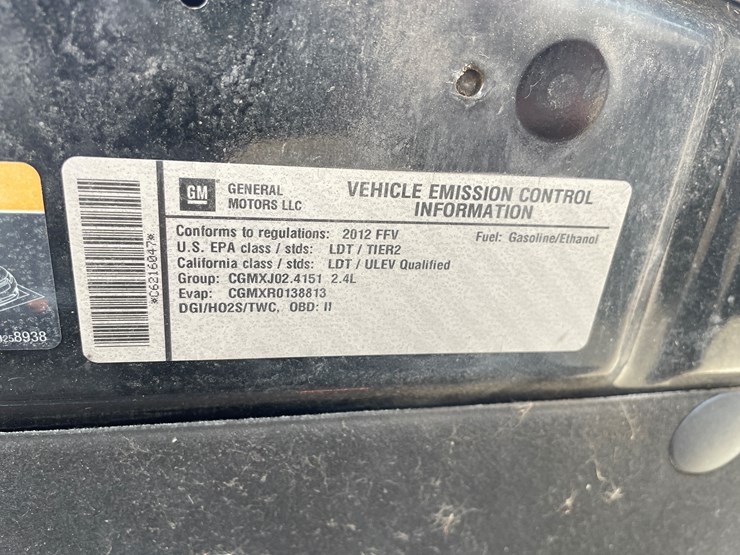 GM
GENERAL
MOTORS LLC
VEHICLE EMISSION CONTROL
INFORMATION
Conforms to regulations: 2012 FFV
Fuel: Gasoline/Ethanol
U.S. EPA class / stds: LDT / TIER2
California class / stds: LDT / ULEV Qualified
Group: CGMXJ02.4151 2.4L
Evap: CGMXR0138813
DGI/HO2S/TWC, OBD: II
*C6216047*
258938